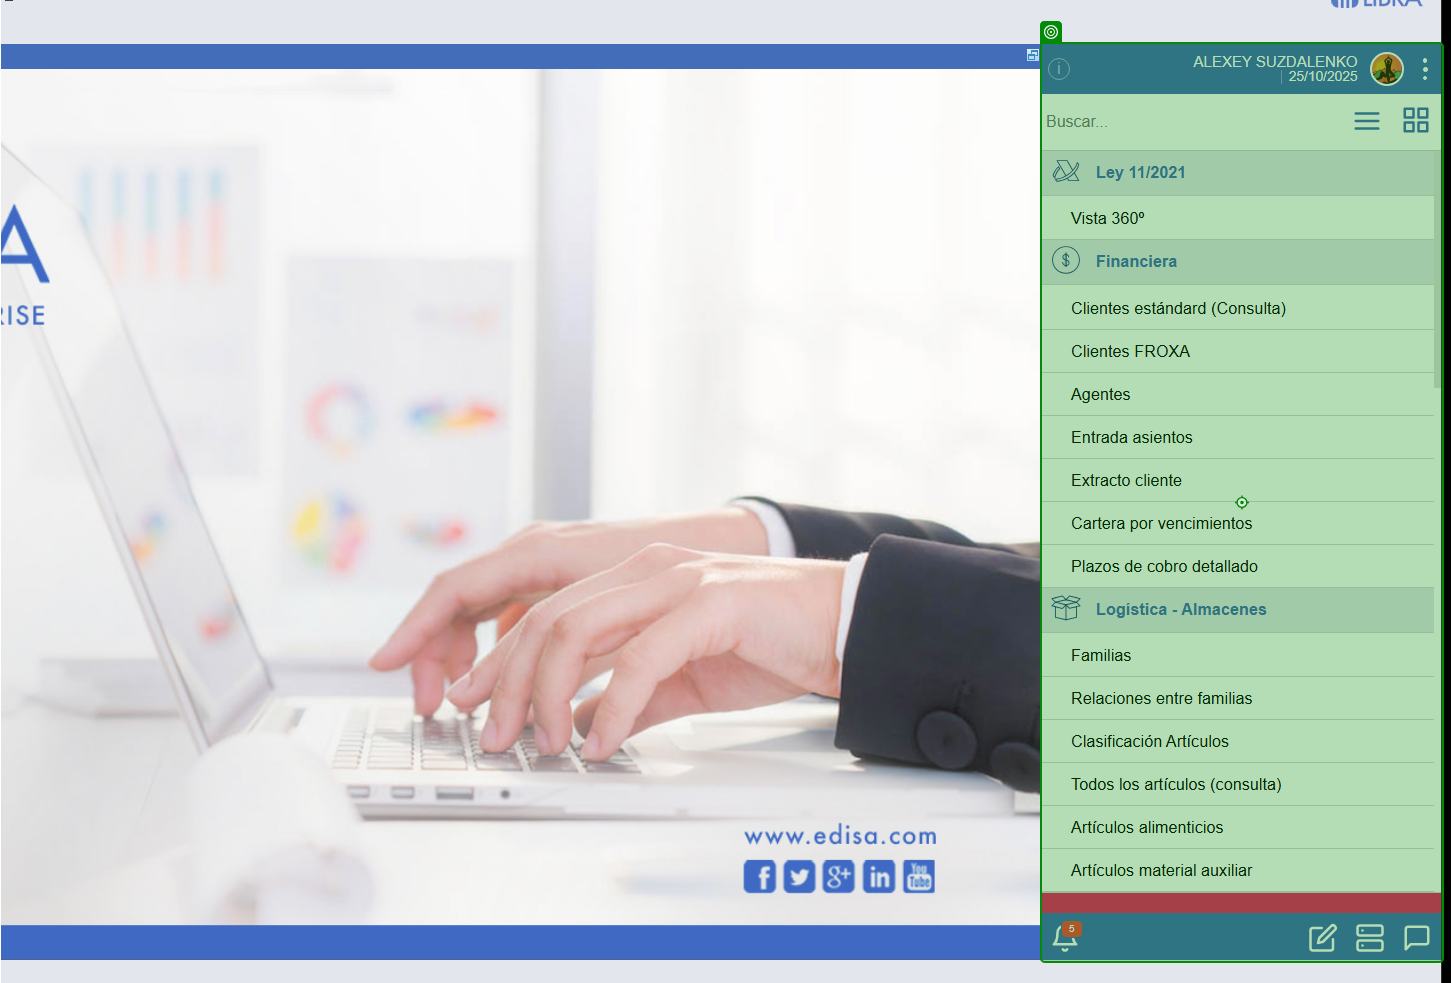 LIBRA
ALEXEY SUZDALENKO
25/10/2025
Buscar...
Ley 11/2021
Vista 360º
Financiera
Clientes estándard (Consulta)
Clientes FROXA
Agentes
Entrada asientos
Extracto cliente
Cartera por vencimientos
Plazos de cobro detallado
Logística - Almacenes
Familias
Relaciones entre familias
Clasificación Artículos
Todos los artículos (consulta)
Artículos alimenticios
Artículos material auxiliar
5
A
RISE
www.edisa.com
You Tube